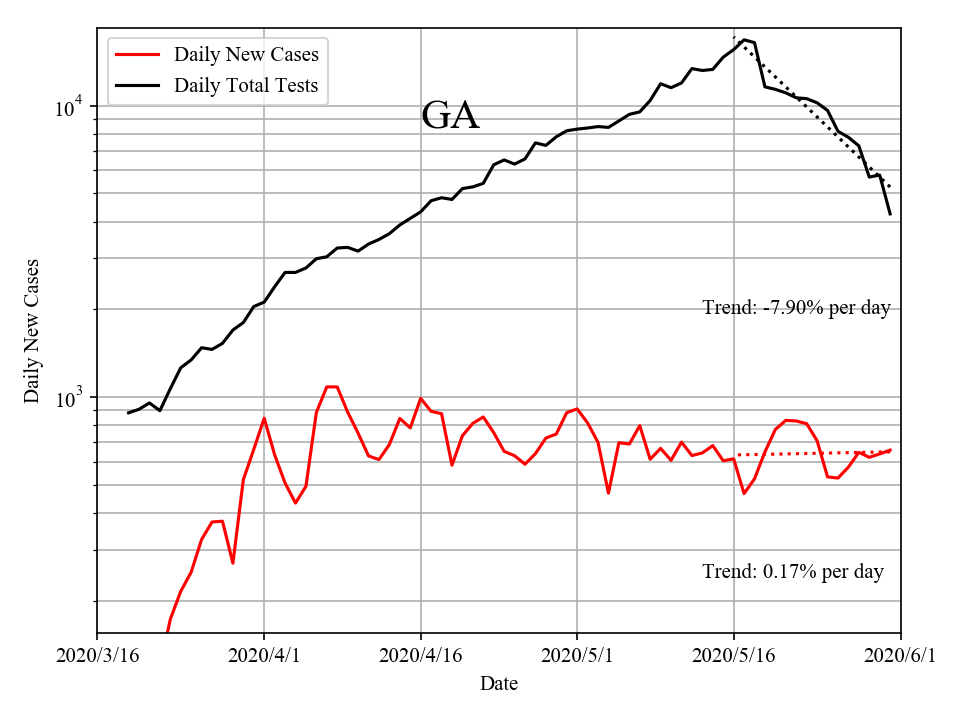 Daily New Cases
Daily Total Tests
GA
10^4
10^3
Daily New Cases
Trend: -7.90% per day
Trend: 0.17% per day
2020/3/16 2020/4/1 2020/4/16 2020/5/1 2020/5/16 2020/6/1
Date